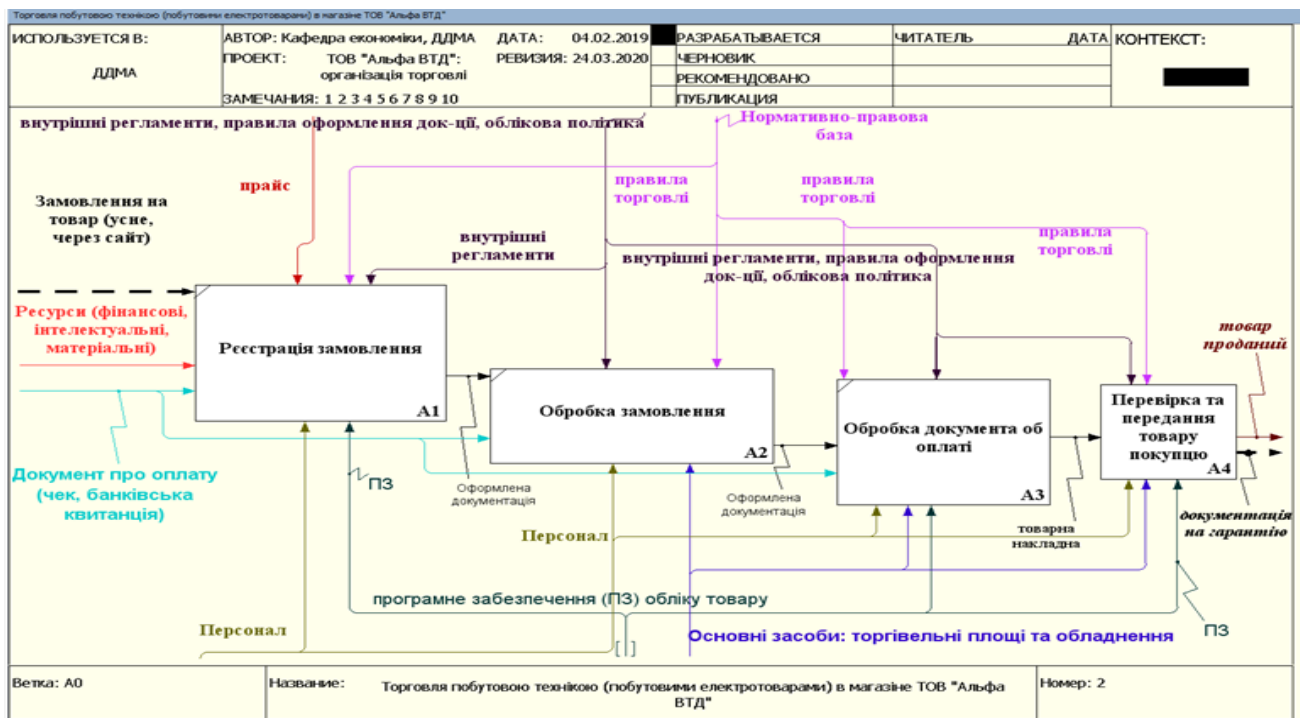 Торговля побутовою технікою (побутовими електротоварами) в магазине ТОВ "Альфа ВТД"
ИСПОЛЬЗУЕТСЯ В:
ДДМА
АВТОР: Кафедра економіки, ДДМА
ДАТА: 04.02.2019
ПРОЕКТ: ТОВ "Альфа ВТД":
організація торговлі
РЕВИЗИЯ: 24.03.2020
ЗАМЕЧАНИЯ: 1 2 3 4 5 6 7 8 9 10
РАЗРАБАТЫВАЕТСЯ
ЧЕРНОВИК
РЕКОМЕНДОВАНО
ПУБЛИКАЦИЯ
ЧИТАТЕЛЬ
ДАТА
КОНТЕКСТ:
внутрішні регламенти, правила оформлення док-ції, облікова політика
Нормативно-правова
база
прайс
правила
торговлі
правила
торговлі
Замовлення на
товар (усне,
через сайт)
внутрішні
регламенти
правила
торговлі
внутрішні регламенти, правила оформлення
док-ції, облікова політика
Ресурси (фінансові,
інтелектуальні,
матеріальні)
Рєєстрація замовлення
A1
товар
проданий
Обробка замовлення
A2
Обробка документа об
оплаті
A3
Перевірка та
передання
товару
покупцю
A4
Документ про оплату
(чек, банківська
квитанція)
ПЗ
Оформлена
документація
Оформлена
документація
товарна
накладна
документація
на гарантію
Персонал
програмне забезпечення (ПЗ) обліку товару
Персонал
Основні засоби: торгівельні площі та обладнення
ПЗ
Ветка: A0
Название:
Торговля побутовою технікою (побутовими електротоварами) в магазине ТОВ "Альфа
ВТД"
Номер: 2